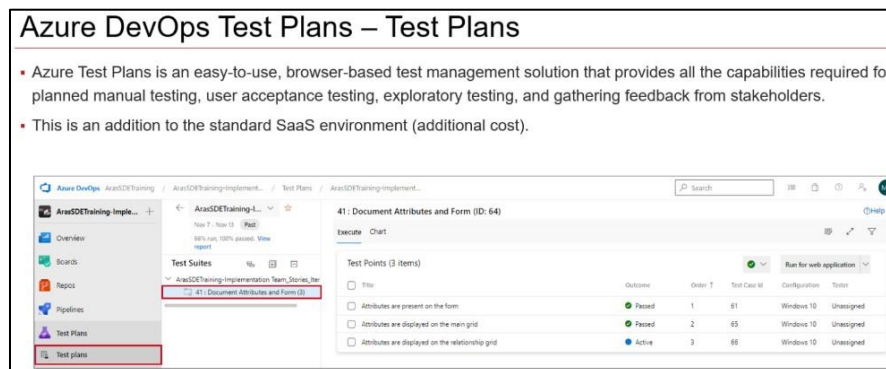 Azure DevOps Test Plans – Test Plans
Azure Test Plans is an easy-to-use, browser-based test management solution that provides all the capabilities required fo
planned manual testing, user acceptance testing, exploratory testing, and gathering feedback from stakeholders.
This is an addition to the standard SaaS environment (additional cost).
Azure DevOps ArasSDETraining / ArasSDETraining-Implement... / Test Plans / ArasSDETraining-Implement... Search
ArasSDETraining-Imple... +
Overview
Boards
Repos
Pipelines
Test Plans
Test plans
ArasSDETraining-I...
Nov 7 - Nov 13 Past
66% run, 100% passed. View
report
Test Suites
ArasSDETraining-Implementation Team_Stories_Iter
41 : Document Attributes and Form (3)
41 : Document Attributes and Form (ID: 64)
Help
Execute Chart
Test Points (3 items) Run for web application
Title Outcome Order ↑ Test Case Id Configuration Tester
Attributes are present on the form Passed 1 61 Windows 10 Unassigned
Attributes are displayed on the main grid Passed 2 65 Windows 10 Unassigned
Attributes are displayed on the relationship grid Active 3 66 Windows 10 Unassigned